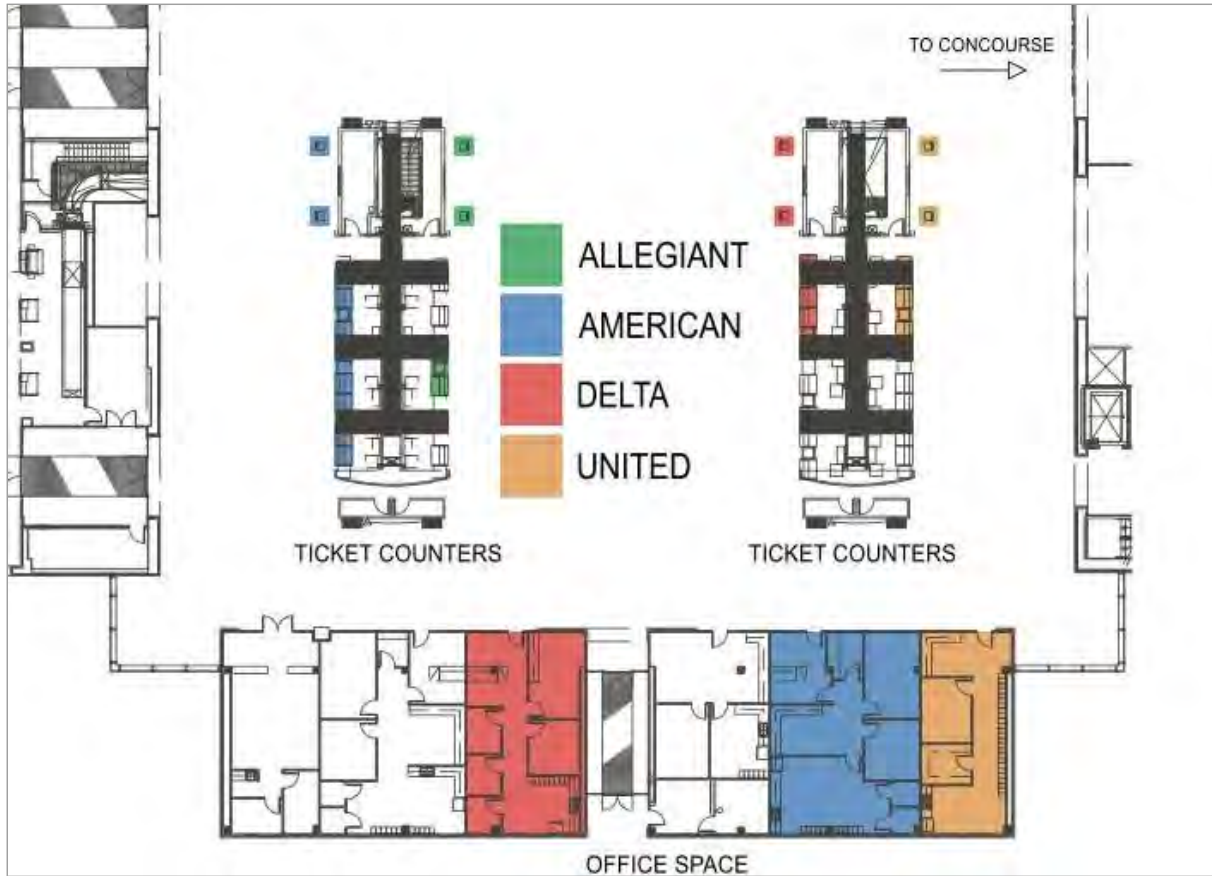 TO CONCOURSE
ALLEGIANT
AMERICAN
DELTA
UNITED
TICKET COUNTERS
TICKET COUNTERS
OFFICE SPACE